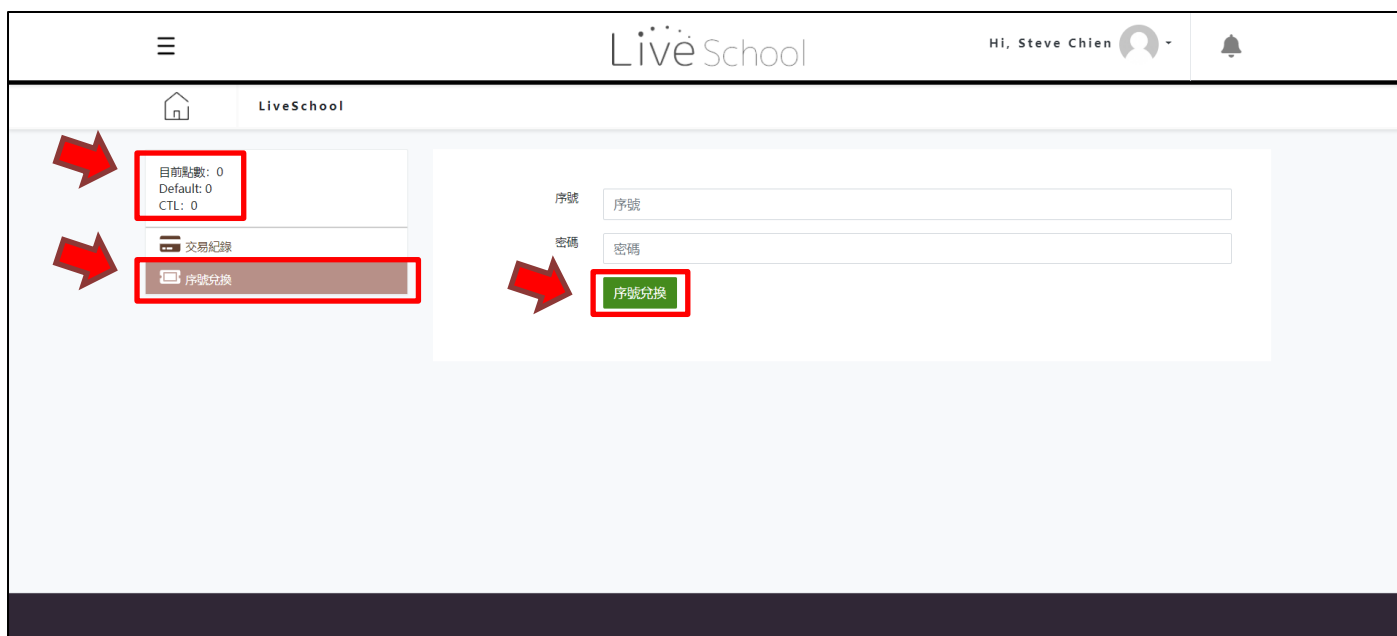 Live School
Hi, Steve Chien
LiveSchool
目前點數: 0
Default: 0
CTL: 0
交易紀錄
序號兌換
序號
序號
密碼
密碼
序號兌換